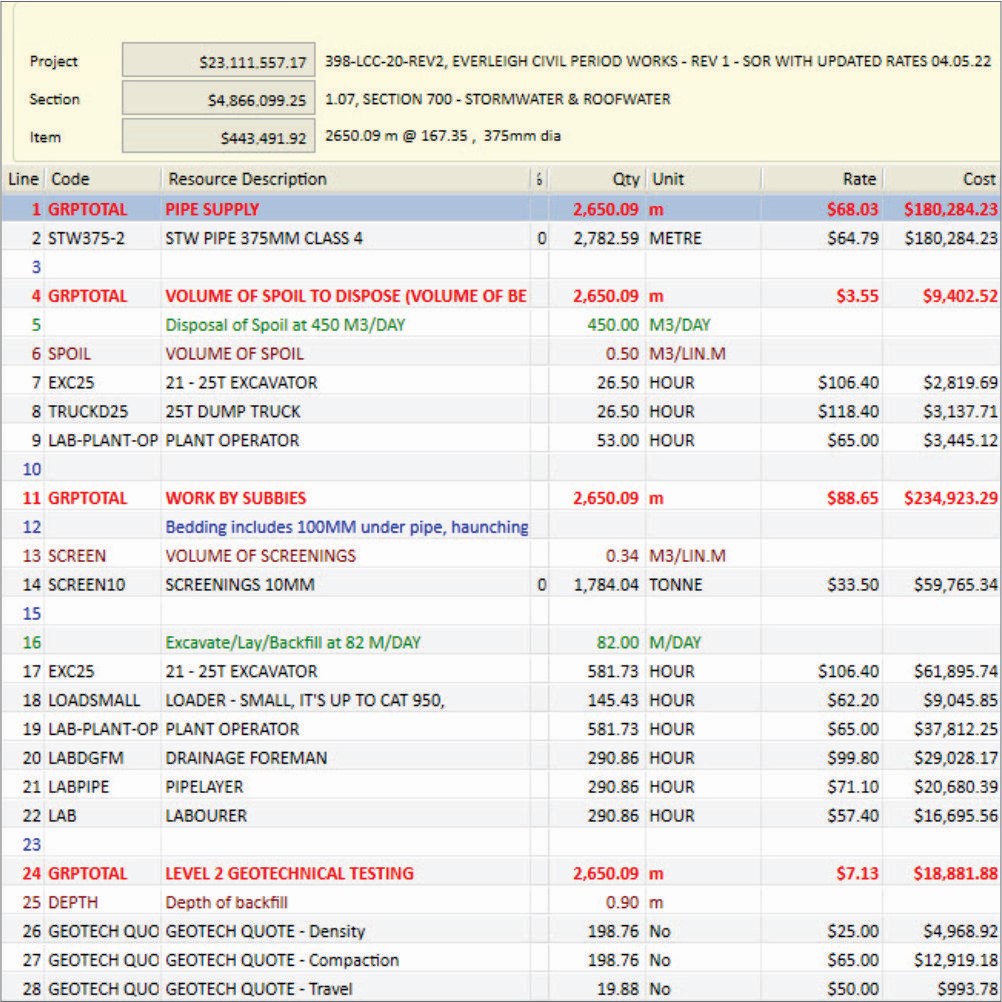 Project $23,111,557.17 398-LCC-20-REV2, EVERLEIGH CIVIL PERIOD WORKS - REV 1 - SOR WITH UPDATED RATES 04.05.22
Section $4,866,099.25 1.07, SECTION 700 - STORMWATER & ROOFWATER
Item $443,491.92 2650.09 m @ 167.35 , 375mm dia
Line Code Resource Description Qty Unit Rate Cost
1 GRPTOTAL PIPE SUPPLY 2,650.09 m $68.03 $180,284.23
2 STW375-2 STW PIPE 375MM CLASS 4 0 2,782.59 METRE $64.79 $180,284.23
3
4 GRPTOTAL VOLUME OF SPOIL TO DISPOSE (VOLUME OF BE 2,650.09 m $3.55 $9,402.52
5 Disposal of Spoil at 450 M3/DAY 450.00 M3/DAY
6 SPOIL VOLUME OF SPOIL 0.50 M3/LIN.M
7 EXC25 21 - 25T EXCAVATOR 26.50 HOUR $106.40 $2,819.69
8 TRUCKD25 25T DUMP TRUCK 26.50 HOUR $118.40 $3,137.71
9 LAB-PLANT-OP PLANT OPERATOR 53.00 HOUR $65.00 $3,445.12
10
11 GRPTOTAL WORK BY SUBBIES 2,650.09 m $88.65 $234,923.29
12 Bedding includes 100MM under pipe, haunching
13 SCREEN VOLUME OF SCREENINGS 0.34 M3/LIN.M
14 SCREEN10 SCREENINGS 10MM 0 1,784.04 TONNE $33.50 $59,765.34
15
16 Excavate/Lay/Backfill at 82 M/DAY 82.00 M/DAY
17 EXC25 21 - 25T EXCAVATOR 581.73 HOUR $106.40 $61,895.74
18 LOADSMALL LOADER - SMALL, IT'S UP TO CAT 950, 145.43 HOUR $62.20 $9,045.85
19 LAB-PLANT-OP PLANT OPERATOR 581.73 HOUR $65.00 $37,812.25
20 LABDGFM DRAINAGE FOREMAN 290.86 HOUR $99.80 $29,028.17
21 LABPIPE PIPELAYER 290.86 HOUR $71.10 $20,680.39
22 LAB LABOURER 290.86 HOUR $57.40 $16,695.56
23
24 GRPTOTAL LEVEL 2 GEOTECHNICAL TESTING 2,650.09 m $7.13 $18,881.88
25 DEPTH Depth of backfill 0.90 m
26 GEOTECH QUO GEOTECH QUOTE - Density 198.76 No $25.00 $4,968.92
27 GEOTECH QUO GEOTECH QUOTE - Compaction 198.76 No $65.00 $12,919.18
28 GEOTECH QUO GEOTECH QUOTE - Travel 19.88 No $50.00 $993.78